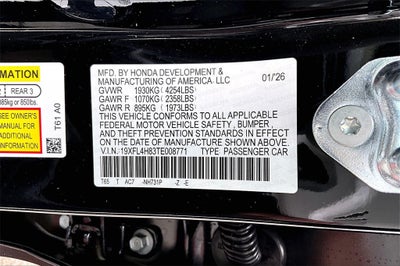 RMATION
REAR 3
385kg or 850lbs.
SEE OWNER'S
MANUAL FOR
ADDITIONAL
INFORMATION
T61 A0
MFD. BY HONDA DEVELOPMENT &
MANUFACTURING OF AMERICA. LLC
01/26
GVWR 1930KG ( 4254LBS)
GAWR F 1070KG ( 2358LBS)
GAWR R 895KG ( 1973LBS)
THIS VEHICLE CONFORMS TO ALL APPLICABLE
FEDERAL MOTOR VEHICLE SAFETY , BUMPER,
AND THEFT PREVENTION STANDARDS IN EFFECT
ON THE DATE OF MANUFACTURE SHOWN ABOVE.
V.I.N.:19XFL4H83TE008771 TYPE: PASSENGER CAR
T65 T AC7 -NH731P -Z -E